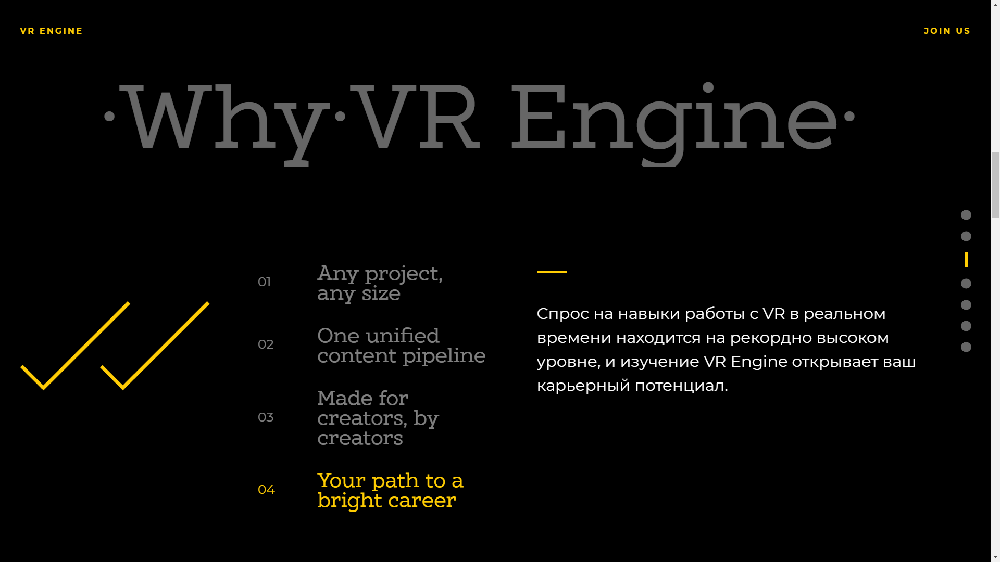 VR ENGINE
JOIN US
·Why·VR Engine·
01
Any project,
any size
02
One unified
content pipeline
03
Made for
creators, by
creators
04
Your path to a
bright career
Спрос на навыки работы с VR в реальном
времени находится на рекордно высоком
уровне, и изучение VR Engine открывает ваш
карьерный потенциал.